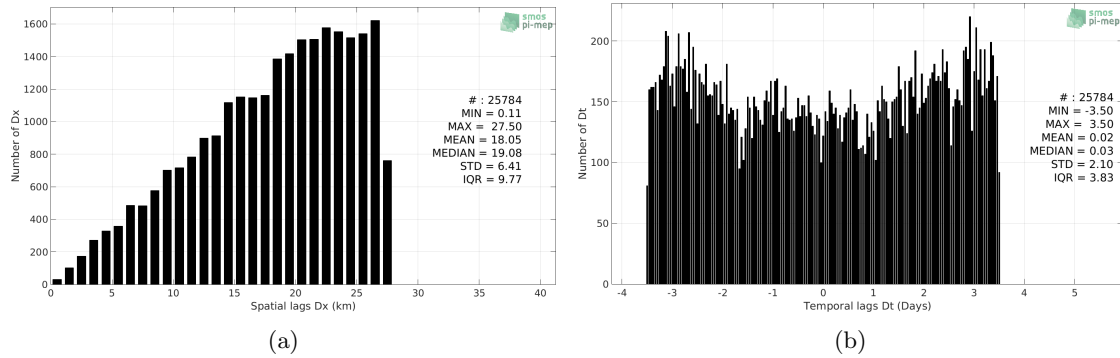 1600
1400
1200
1000
800
600
400
200
0
Number of Dx
0 5 10 15 20 25 30 35 40
Spatial lags Dx (km)
smos
pi-mep
# : 25784
MIN = 0.11
MAX = 27.50
MEAN = 18.05
MEDIAN = 19.08
STD = 6.41
IQR = 9.77
(a)
200
150
100
50
0
Number of Dt
-4 -3 -2 -1 0 1 2 3 4 5
Temporal lags Dt (Days)
smos
pi-mep
# : 25784
MIN = -3.50
MAX = 3.50
MEAN = 0.02
MEDIAN = 0.03
STD = 2.10
IQR = 3.83
(b)